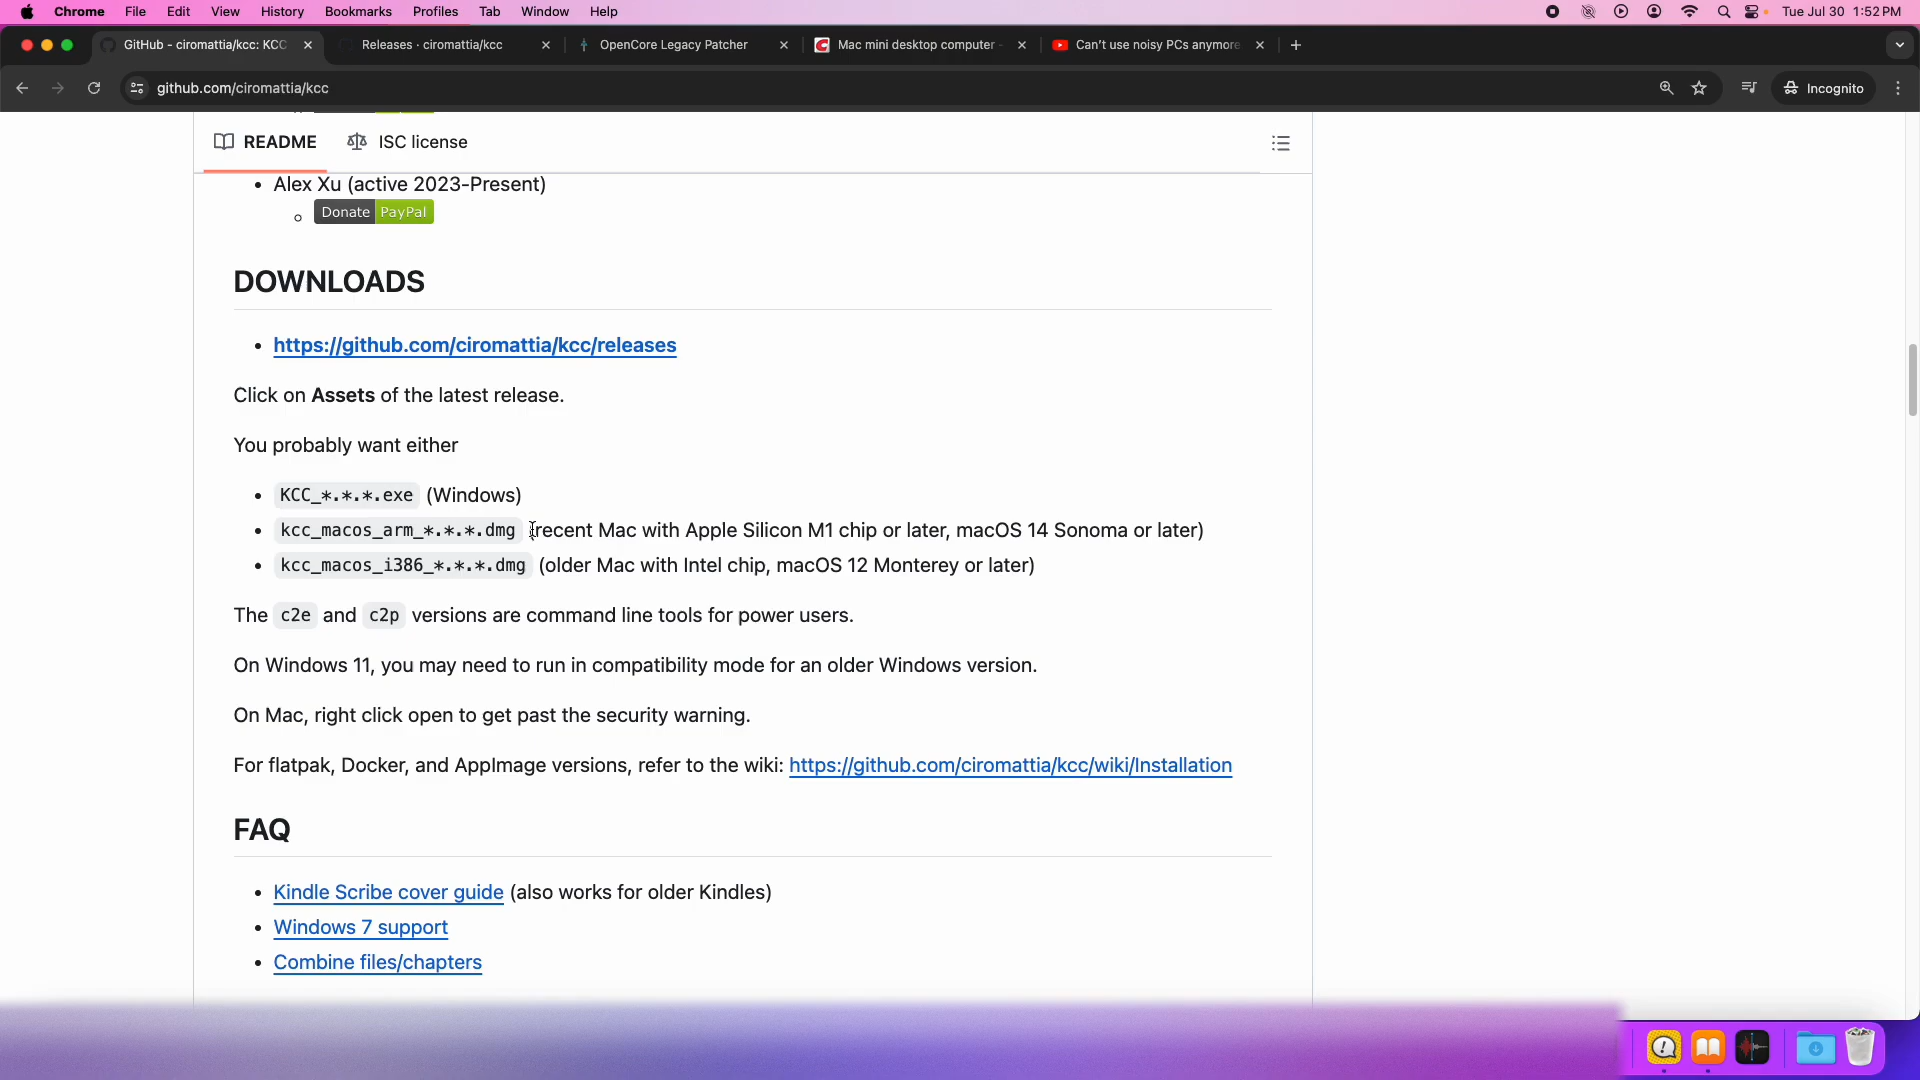 Chrome File Edit View History Bookmarks Profiles Tab Window Help Tue Jul 30 1:52 PM
GitHub - ciromattia/kcc: KCC Releases · ciromattia/kcc OpenCore Legacy Patcher Mac mini desktop computer - Can't use noisy PCs anymore
github.com/ciromattia/kcc Incognito
README ISC license
• Alex Xu (active 2023-Present)
Donate PayPal
DOWNLOADS
• https://github.com/ciromattia/kcc/releases
Click on Assets of the latest release.
You probably want either
• KCC_*.*.*.exe (Windows)
• kcc_macos_arm_*.*.*.dmg (recent Mac with Apple Silicon M1 chip or later, macOS 14 Sonoma or later)
• kcc_macos_i386_*.*.*.dmg (older Mac with Intel chip, macOS 12 Monterey or later)
The c2e and c2p versions are command line tools for power users.
On Windows 11, you may need to run in compatibility mode for an older Windows version.
On Mac, right click open to get past the security warning.
For flatpak, Docker, and AppImage versions, refer to the wiki: https://github.com/ciromattia/kcc/wiki/Installation
FAQ
• Kindle Scribe cover guide (also works for older Kindles)
• Windows 7 support
• Combine files/chapters